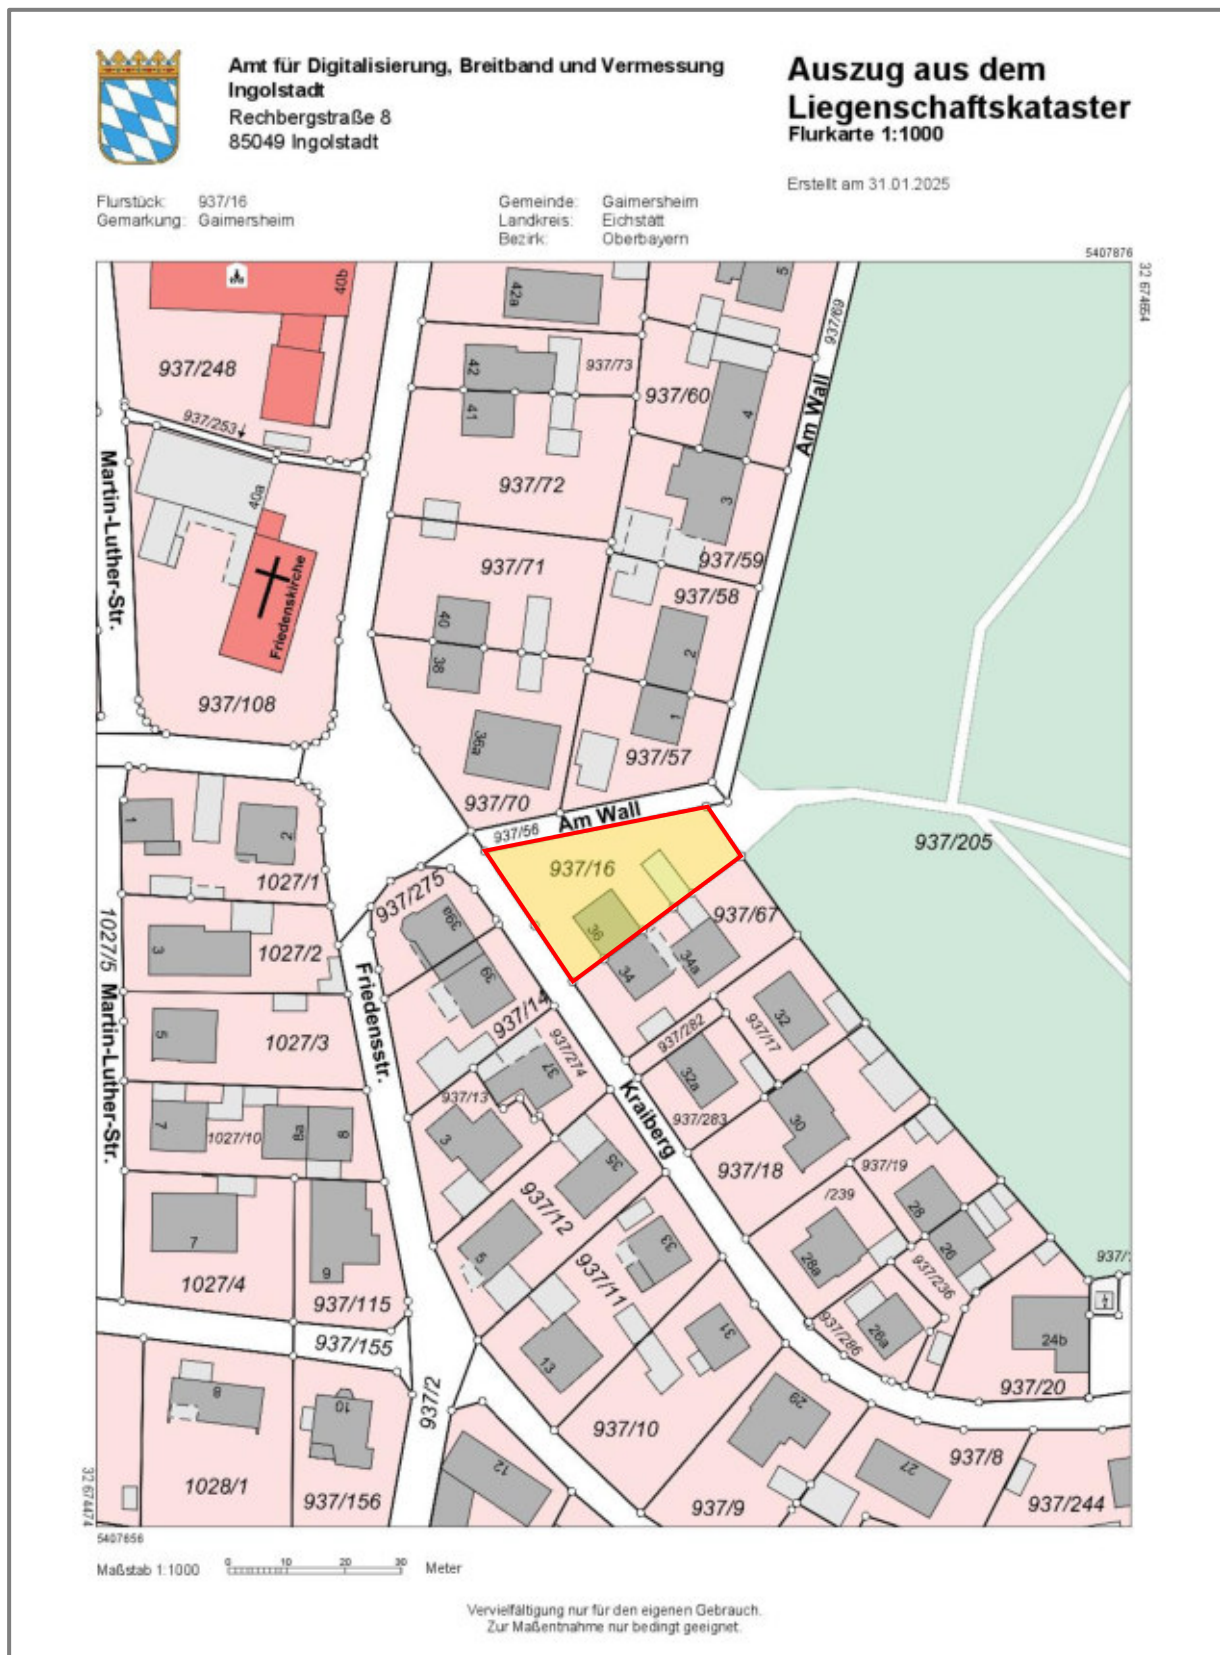 Amt für Digitalisierung, Breitband und Vermessung
Ingolstadt
Rechbergstraße 8
85049 Ingolstadt
Auszug aus dem
Liegenschaftskataster
Flurkarte 1:1000
Erstellt am 31.01.2025
Flurstück: 937/16
Gemarkung: Gaimersheim
Gemeinde: Gaimersheim
Landkreis: Eichstätt
Bezirk: Oberbayern
5407876
32 674654
40b
42a
5
937/69
937/248
42
937/73
937/60
4
Am Wall
41
937/253
Martin-Luther-Str.
40a
937/72
3
937/59
Friedenskirche
937/71
937/58
40
38
2
937/108
36a
1
937/57
937/70
Am Wall
937/56
1
2
937/16
937/205
1027/1
937/275
39a
36
937/67
1027/5
3
1027/2
39
34
34a
Martin-Luther-Str.
Friedensstr.
937/14
32
937/282
937/17
5
1027/3
937/274
37
32a
937/13
937/283
Kraiberg
30
7
1027/10
8a
8
3
35
937/18
937/19
/239
28
7
937/12
33
26
28a
9
5
937/11
937/236
1027/4
937/115
937/286
26a
24b
937/155
13
31
937/20
937/2
8
10
29
937/10
937/8
27
12
1028/1
937/156
937/9
937/244
32 674474
5407656
Maßstab 1:1000
0 10 20 30
Meter
Vervielfältigung nur für den eigenen Gebrauch.
Zur Maßentnahme nur bedingt geeignet.